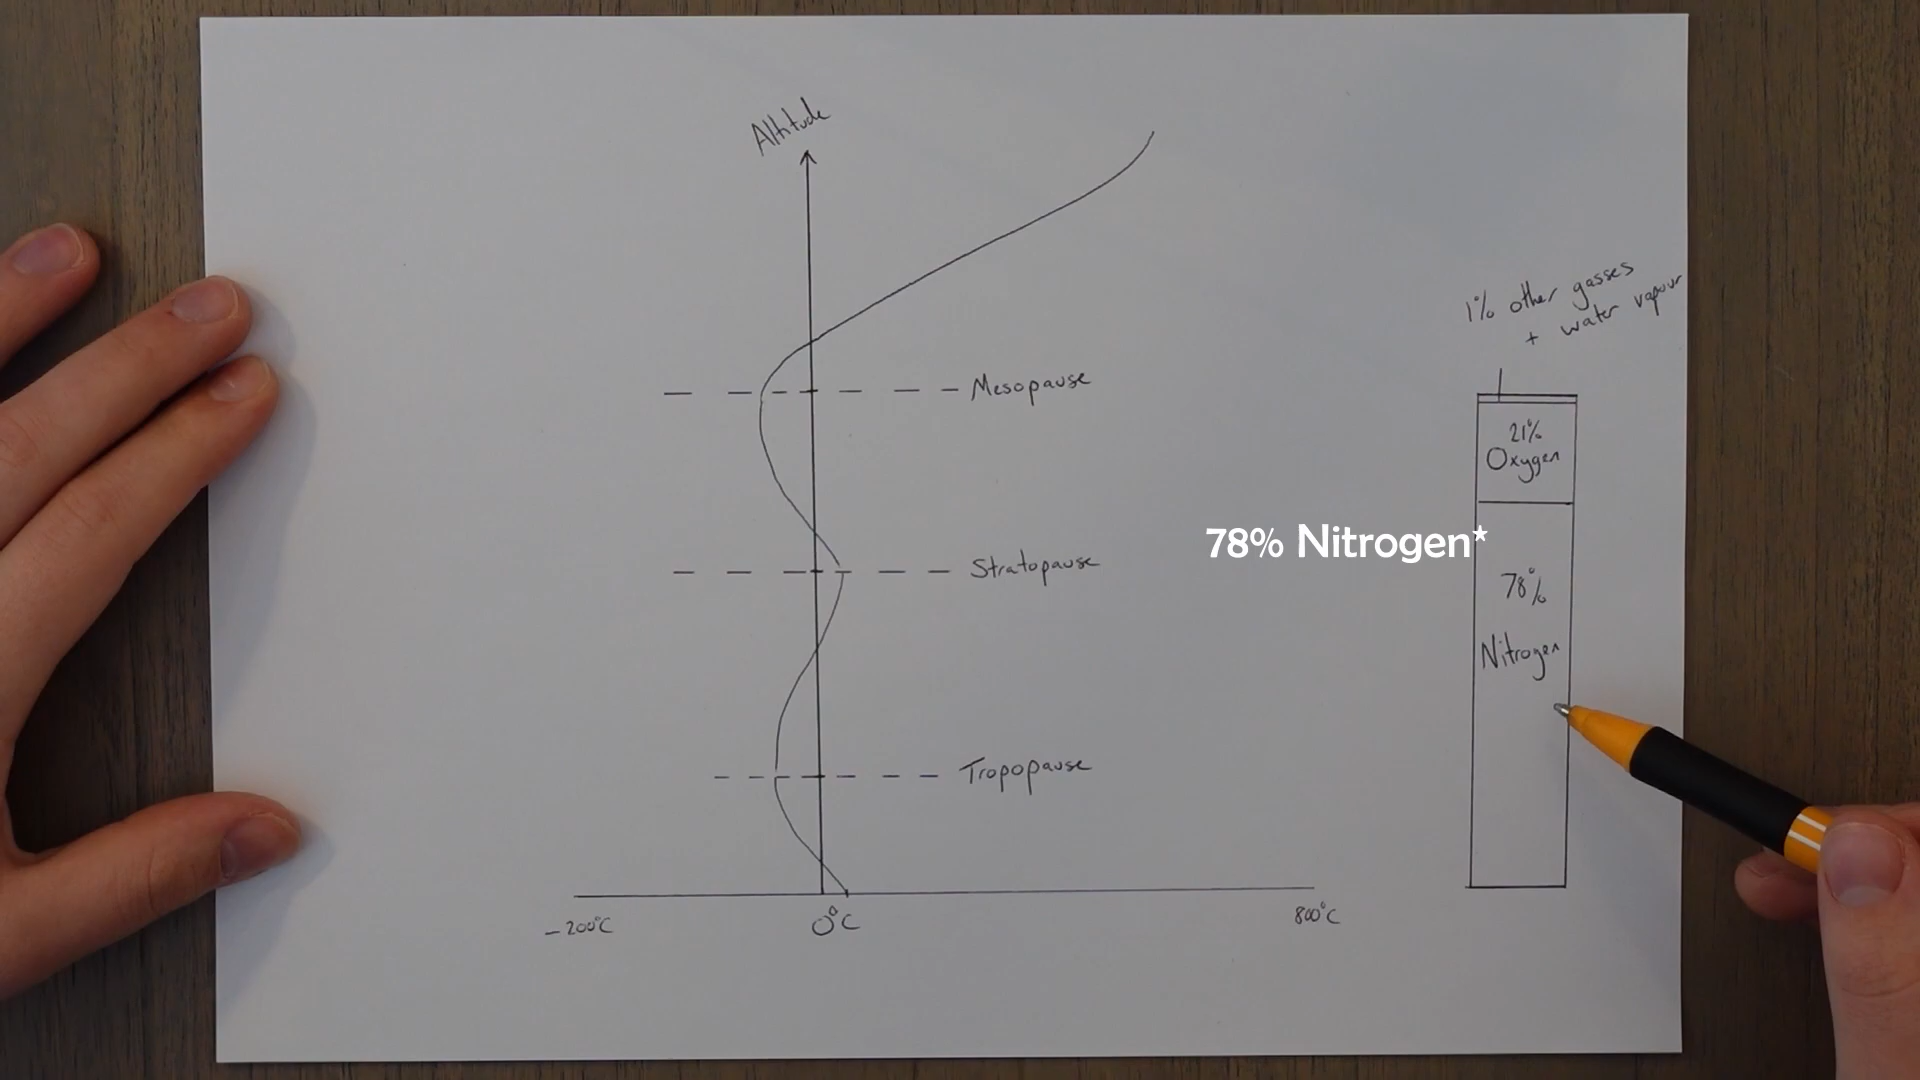 Altitude
1% other gasses
+ water vapour
Mesopause
21%
Oxygen
78% Nitrogen*
Stratopause
78%
Nitrogen
Tropopause
-200°C
0°C
800°C